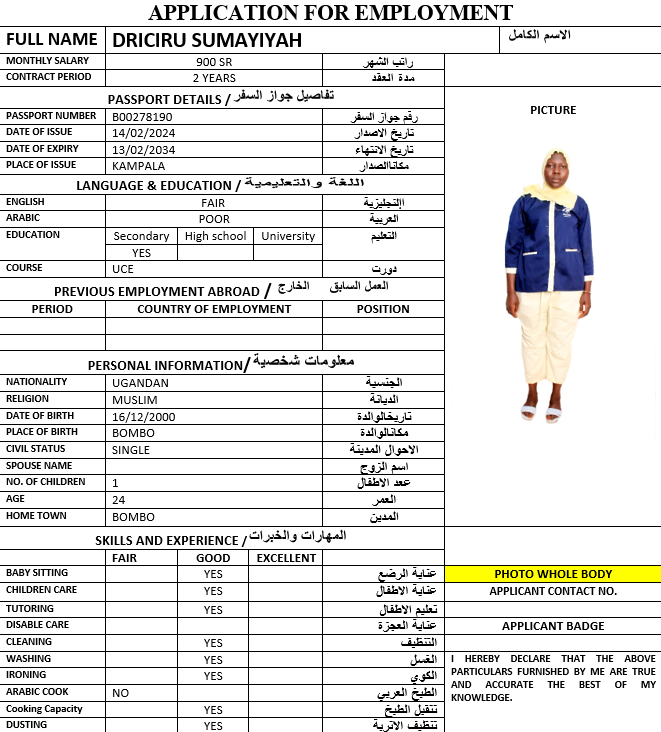 APPLICATION FOR EMPLOYMENT
FULL NAME DRICIRU SUMAYIYAH الاسم الكامل
MONTHLY SALARY 900 SR راتب الشهر
CONTRACT PERIOD 2 YEARS مدة العقد
PASSPORT DETAILS / تفاصيل جواز السفر
PICTURE
PASSPORT NUMBER B00278190 رقم جواز السفر
DATE OF ISSUE 14/02/2024 تاريخ الاصدار
DATE OF EXPIRY 13/02/2034 تاريخ الانتهاء
PLACE OF ISSUE KAMPALA مكاناالصدار
LANGUAGE & EDUCATION / اللغة والتعليمية
ENGLISH FAIR اإلنجليزية
ARABIC POOR العربية
EDUCATION Secondary High school University التعليم
YES
COURSE UCE دورت
PREVIOUS EMPLOYMENT ABROAD / العمل السابق الخارج
PERIOD COUNTRY OF EMPLOYMENT POSITION
PERSONAL INFORMATION/ معلومات شخصية
NATIONALITY UGANDAN الجنسية
RELIGION MUSLIM الديانة
DATE OF BIRTH 16/12/2000 تاريخالوالدة
PLACE OF BIRTH BOMBO مكانالوالدة
CIVIL STATUS SINGLE الاحوال المدينة
SPOUSE NAME اسم الزوج
NO. OF CHILDREN 1 عدد الاطفال
AGE 24 العمر
HOME TOWN BOMBO المدين
SKILLS AND EXPERIENCE / المهارات والخبرات
FAIR GOOD EXCELLENT
BABY SITTING YES عناية الرضع
PHOTO WHOLE BODY
CHILDREN CARE YES عناية الاطفال
APPLICANT CONTACT NO.
TUTORING YES تعليم الاطفال
DISABLE CARE عناية العجزة
APPLICANT BADGE
CLEANING YES التنظيف
WASHING YES الغسل
IRONING YES الكوي
ARABIC COOK NO الطبخ العربي
Cooking Capacity YES تتقيل الطبخ
DUSTING YES تنظيف الاتربة
I HEREBY DECLARE THAT THE ABOVE
PARTICULARS FURNISHED BY ME ARE TRUE
AND ACCURATE THE BEST OF MY
KNOWLEDGE.